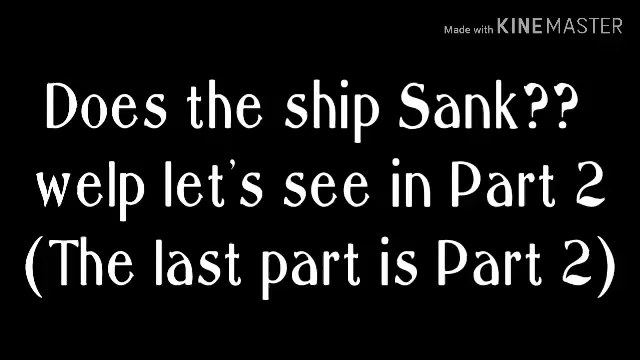 Made with KINEMASTER
Does the ship Sank??
welp let's see in Part 2
(The last part is Part 2)